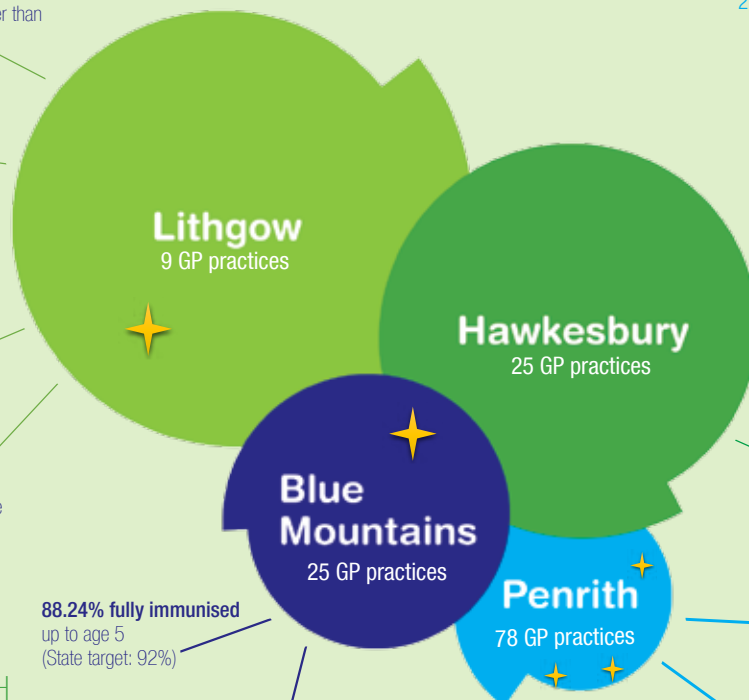 er than
2
Lithgow
9 GP practices
Hawkesbury
25 GP practices
Blue
Mountains
25 GP practices
Penrith
78 GP practices
88.24% fully immunised
up to age 5
(State target: 92%)